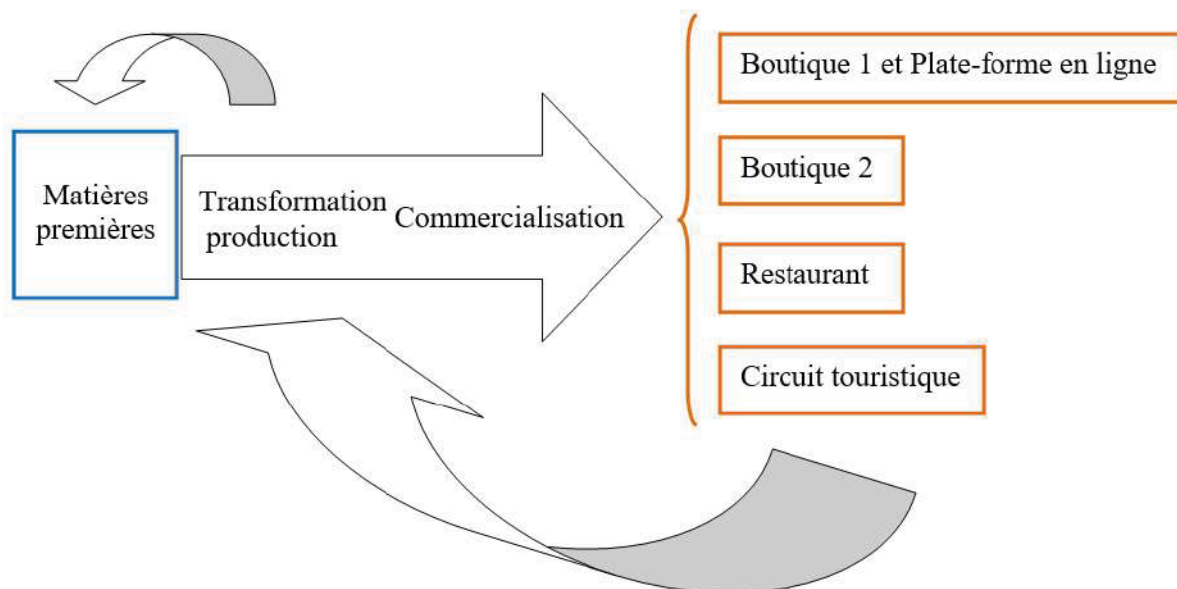 Boutique 1 et Plate-forme en ligne
Matières
premières
Transformation
production
Commercialisation
Boutique 2
Restaurant
Circuit touristique